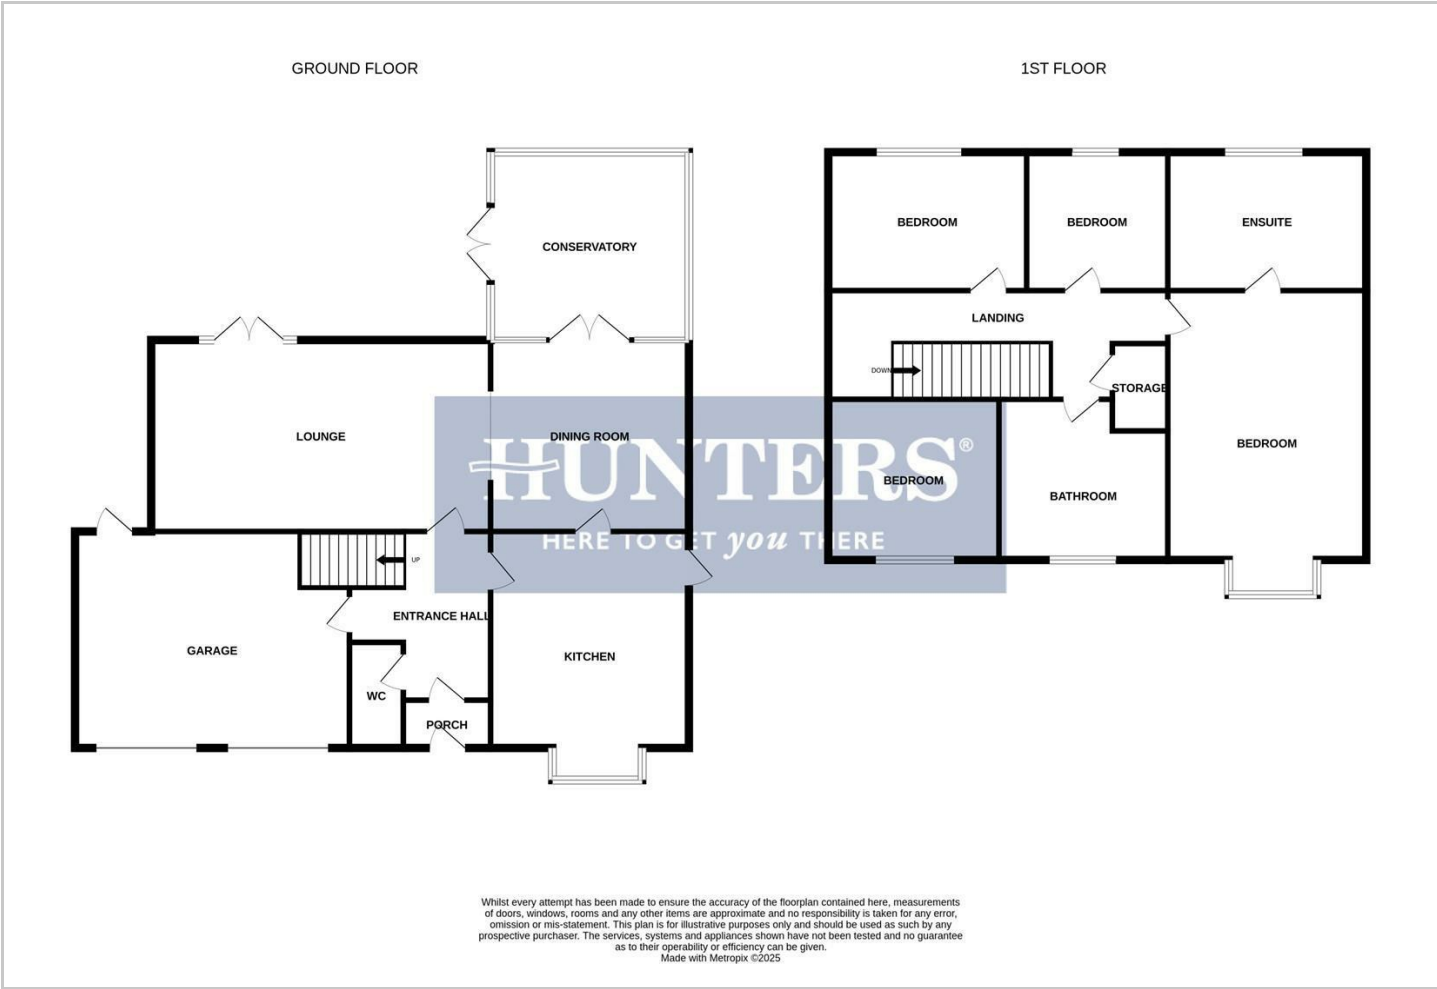 GROUND FLOOR
1ST FLOOR
CONSERVATORY
LOUNGE
DINING ROOM
UP
ENTRANCE HALL
GARAGE
KITCHEN
WC
PORCH
BEDROOM
BEDROOM
ENSUITE
LANDING
DOWN
STORAGE
BEDROOM
BEDROOM
BATHROOM
HUNTERS®
HERE TO GET you THERE
Whilst every attempt has been made to ensure the accuracy of the floorplan contained here, measurements
of doors, windows, rooms and any other items are approximate and no responsibility is taken for any error,
omission or mis-statement. This plan is for illustrative purposes only and should be used as such by any
prospective purchaser. The services, systems and appliances shown have not been tested and no guarantee
as to their operability or efficiency can be given.
Made with Metropix ©2025